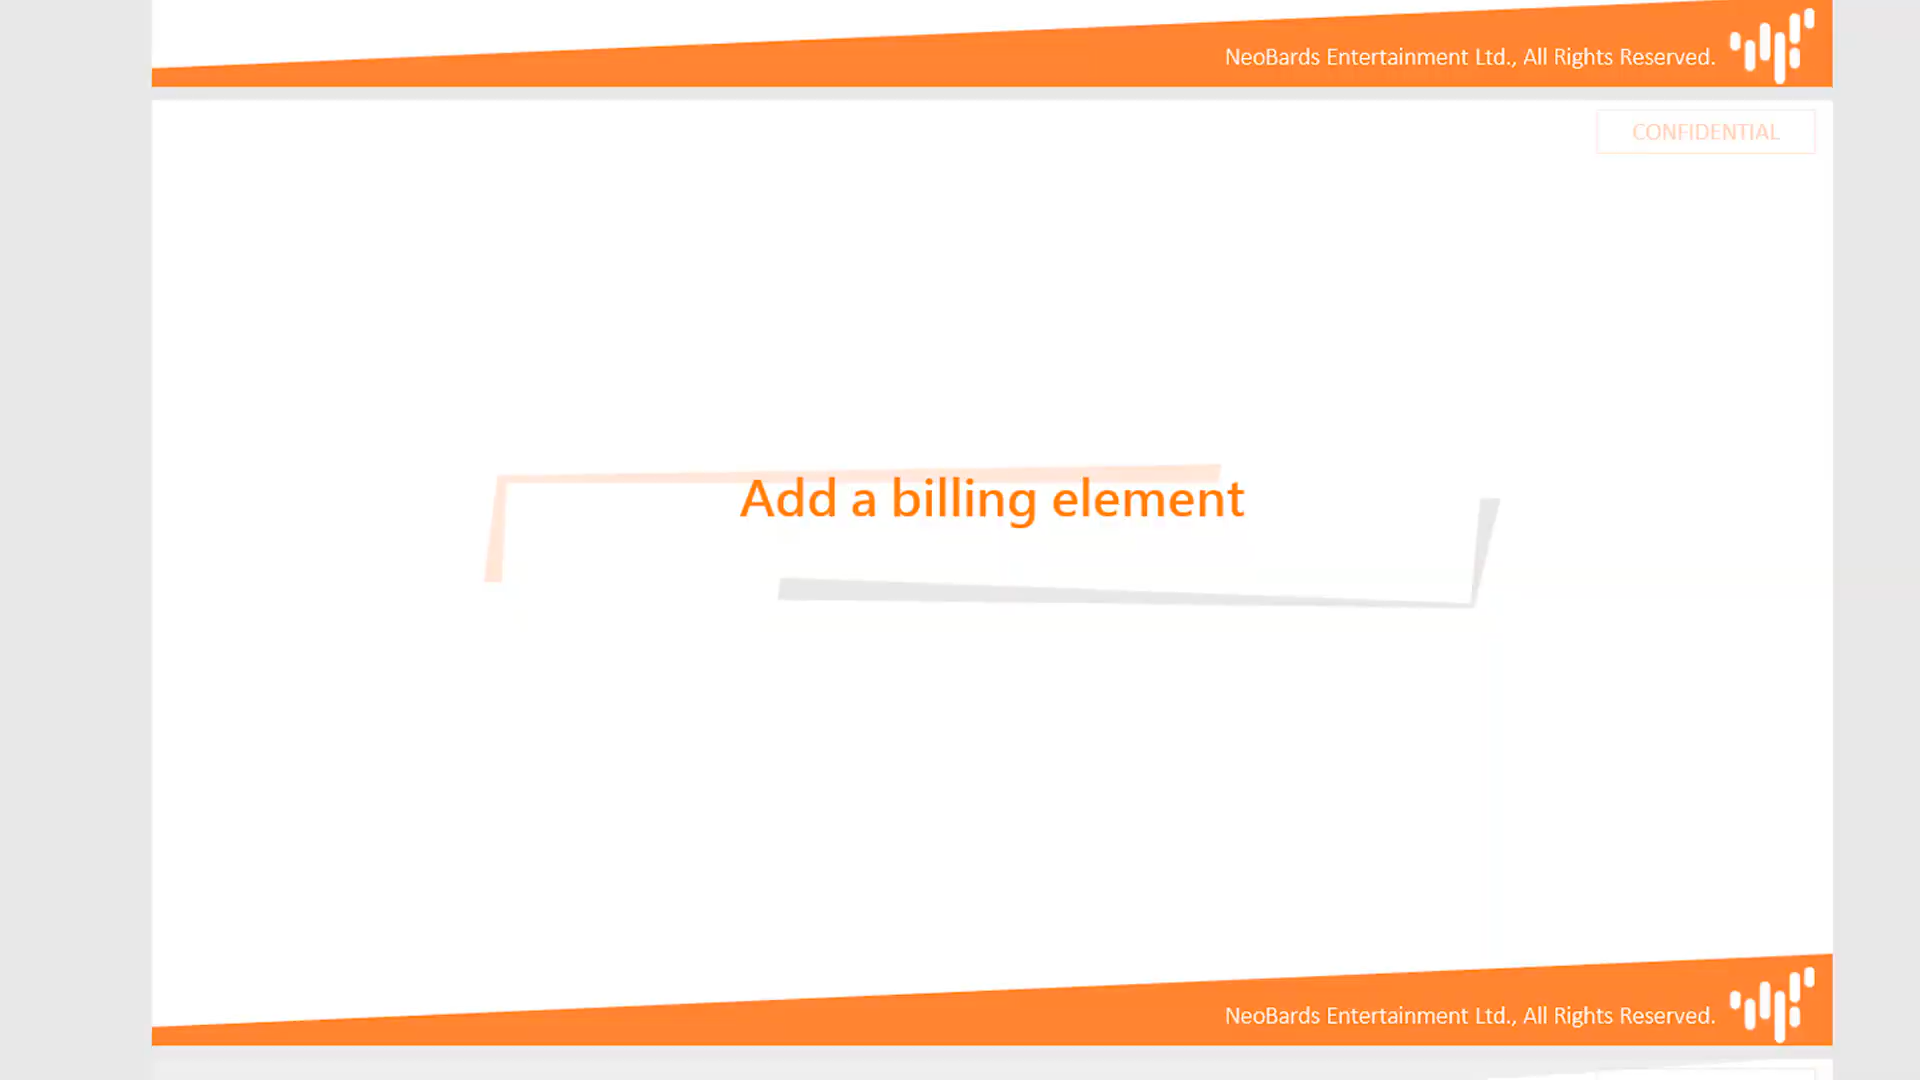 NeoBards Entertainment Ltd., All Rights Reserved.
CONFIDENTIAL
Add a billing element
NeoBards Entertainment Ltd., All Rights Reserved.